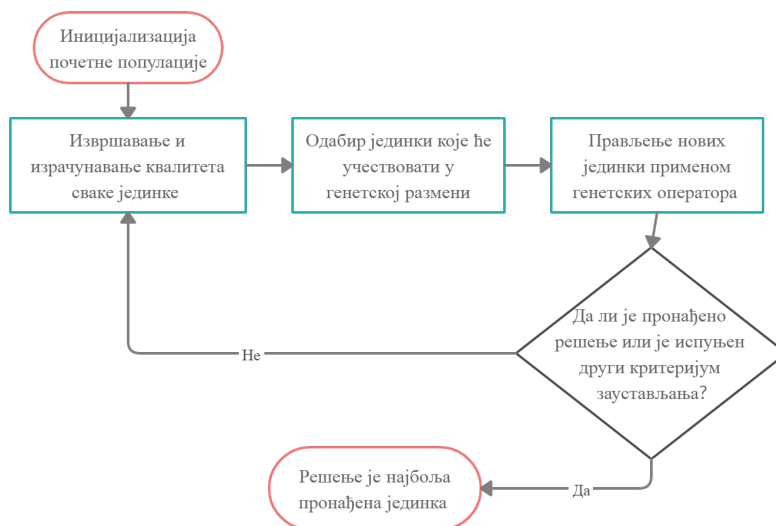 Иницијализација
почетне популације
Извршавање и
израчунавање квалитета
сваке јединке
Одабир јединки које ће
учествовати у
генетској размени
Прављење нових
јединки применом
генетских оператора
Да ли је пронађено
решење или је испуњен
други критеријум
заустављања?
Не
Да
Решење је најбоља
пронађена јединка